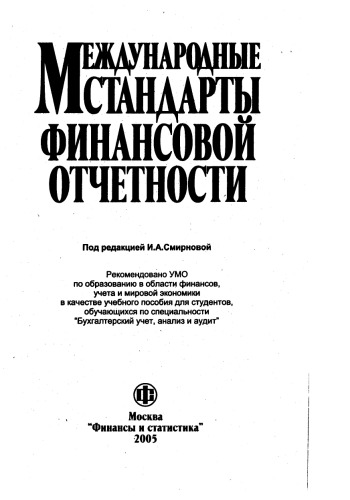 МЕЖДУНАРОДНЫЕ
СТАНДАРТЫ
ФИНАНСОВОЙ
ОТЧЕТНОСТИ
Под редакцией И.А.Смирновой
Рекомендовано УМО
по образованию в области финансов,
учета и мировой экономики
в качестве учебного пособия для студентов,
обучающихся по специальности
"Бухгалтерский учет, анализ и аудит"
Москва
"Финансы и статистика"
2005